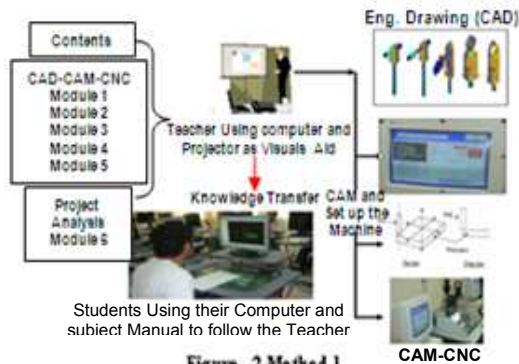 Eng. Drawing (CAD)
Contents
CAD-CAM-CNC
Module 1
Module 2
Module 3
Module 4
Module 5
Project
Analysis
Module 6
Teacher Using computer and
Projector as Visuals Aid
Knowledge Transfer
CAM and
Set up the
Machine
Students Using their Computer and
subject Manual to follow the Teacher
CAM-CNC
Figure 2 Method 1